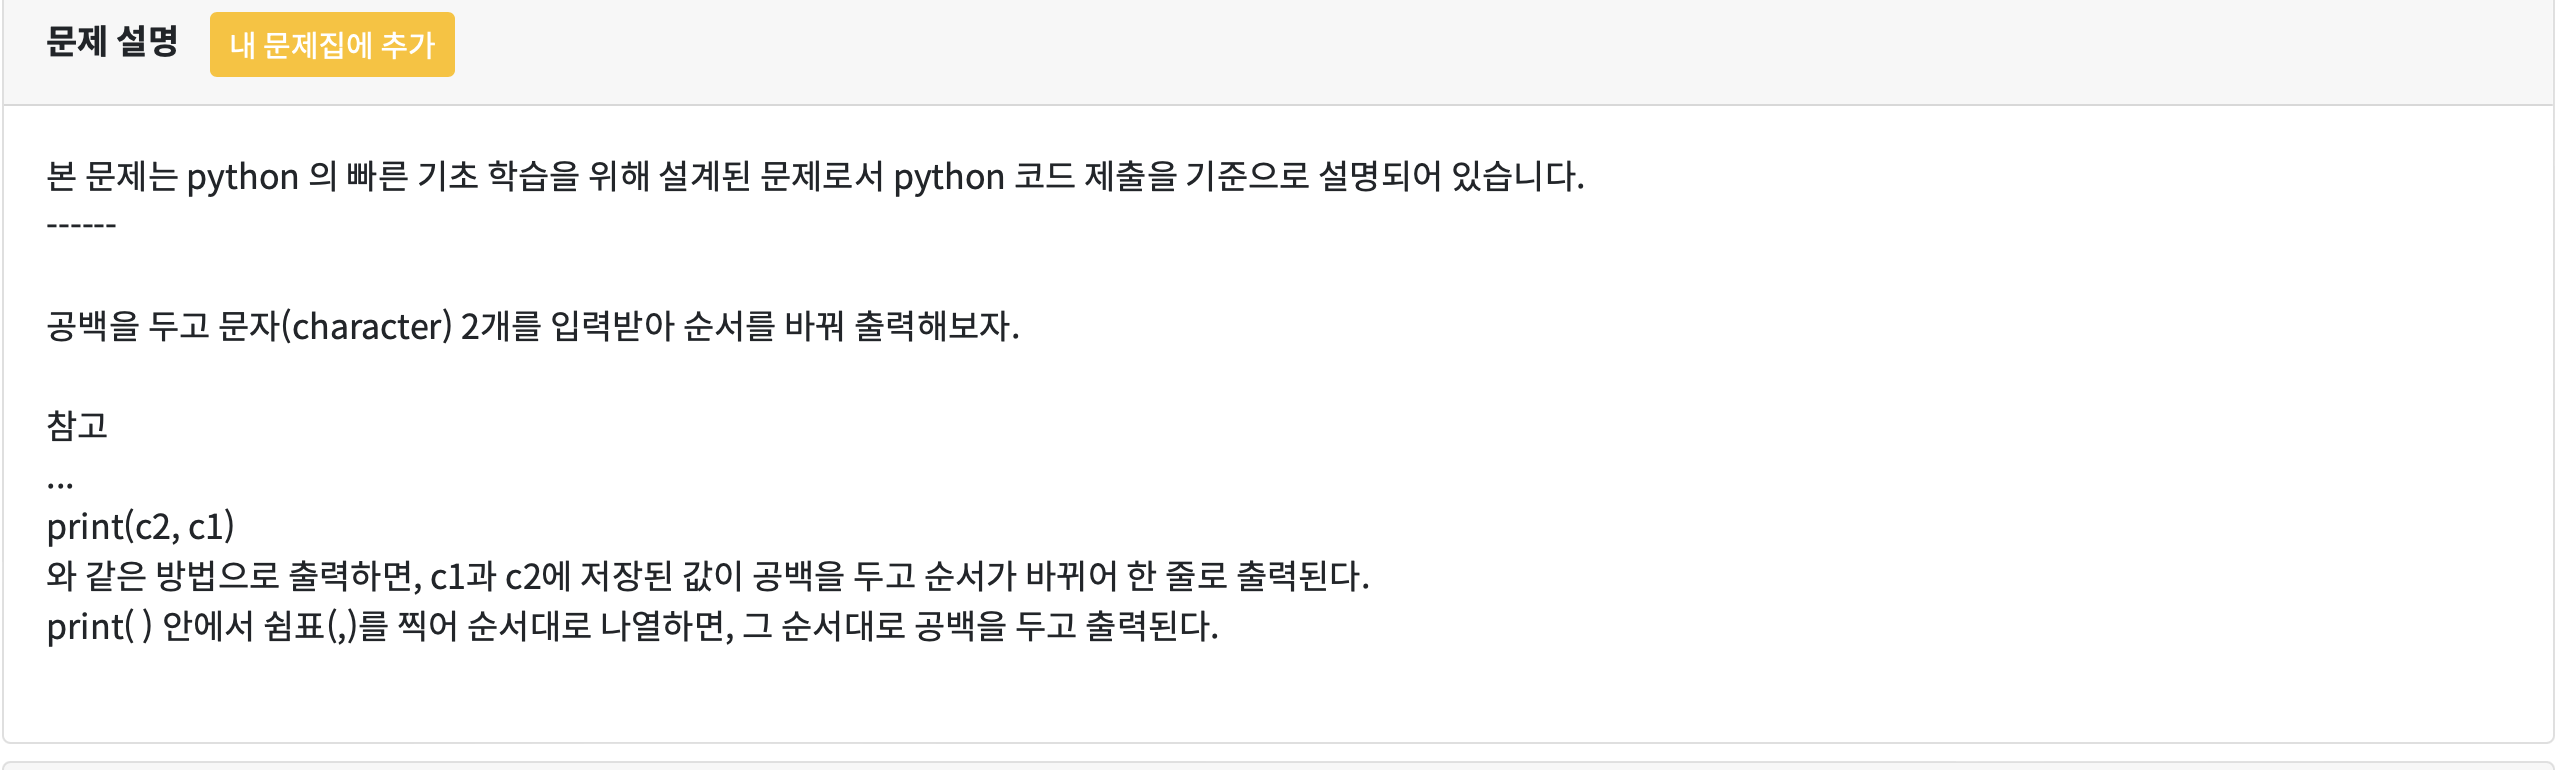 문제 설명
내 문제집에 추가
본 문제는 python 의 빠른 기초 학습을 위해 설계된 문제로서 python 코드 제출을 기준으로 설명되어 있습니다.
------
공백을 두고 문자(character) 2개를 입력받아 순서를 바꿔 출력해보자.
참고
...
print(c2, c1)
와 같은 방법으로 출력하면, c1과 c2에 저장된 값이 공백을 두고 순서가 바뀌어 한 줄로 출력된다.
print( ) 안에서 쉼표(,)를 찍어 순서대로 나열하면, 그 순서대로 공백을 두고 출력된다.